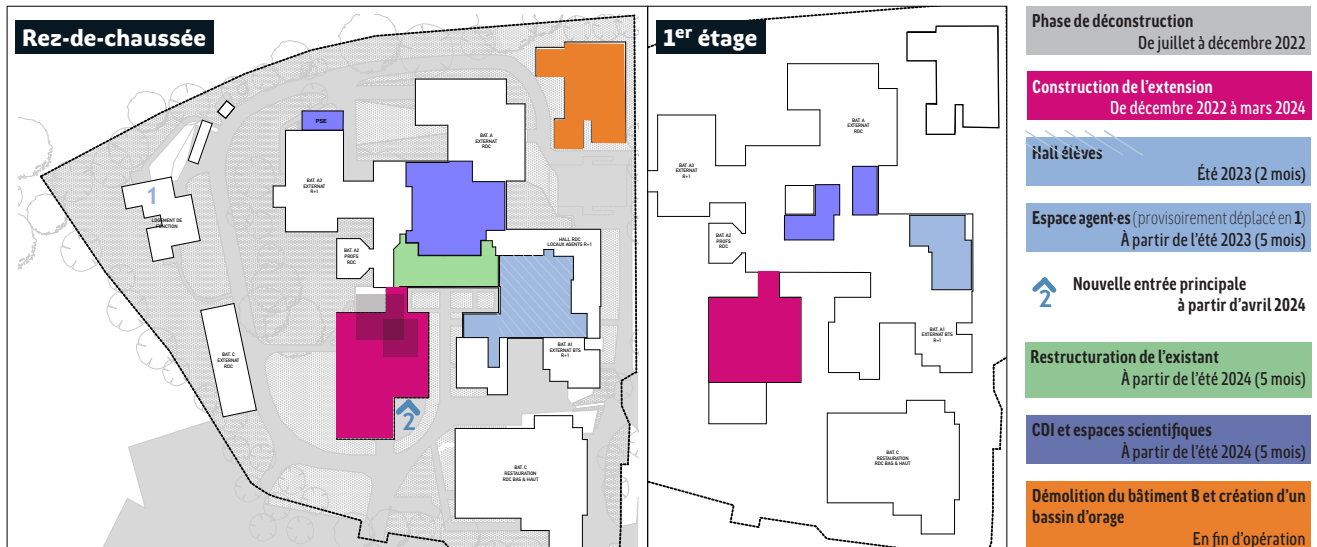 Rez-de-chaussée
PSE
BAT. A
EXTERNAT
RDC
BAT. A3
EXTERNAT
R+1
1
LOGEMENT DE
FONCTION
BAT. A2
PROFS
RDC
HALL RDC
LOCAUX AGENTS R+1
BAT. C
EXTERNAT
RDC
BAT. A1
EXTERNAT BTS
R+1
2
BAT. C
RESTAURATION
RDC BAS & HAUT
1er étage
BAT. A
EXTERNAT
RDC
BAT. A3
EXTERNAT
R+1
BAT. A2
PROFS
RDC
BAT. A1
EXTERNAT BTS
R+1
BAT. C
RESTAURATION
RDC BAS & HAUT
Phase de déconstruction
De juillet à décembre 2022
Construction de l'extension
De décembre 2022 à mars 2024
Hall élèves
Été 2023 (2 mois)
Espace agent·es (provisoirement déplacé en 1)
À partir de l'été 2023 (5 mois)
2
Nouvelle entrée principale
à partir d'avril 2024
Restructuration de l'existant
À partir de l'été 2024 (5 mois)
CDI et espaces scientifiques
À partir de l'été 2024 (5 mois)
Démolition du bâtiment B et création d'un
bassin d'orage
En fin d'opération